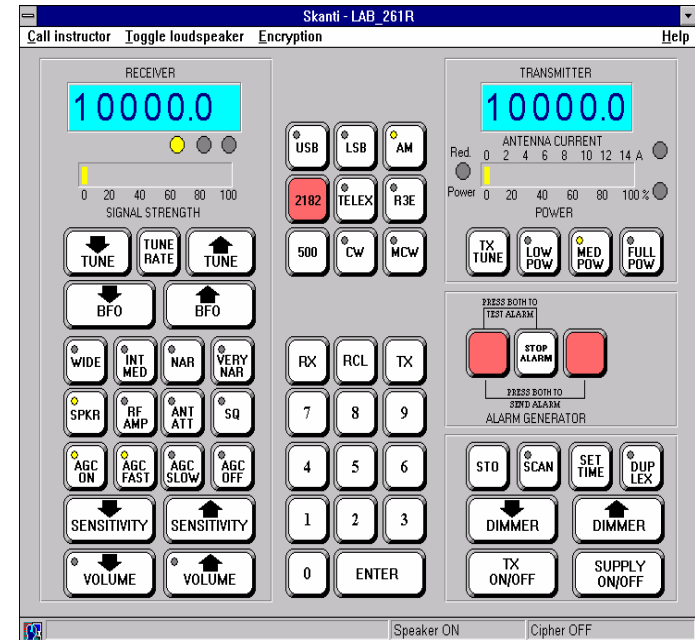 Skanti - LAB_261R
Call instructor Toggle loudspeaker Encryption Help
RECEIVER
10000.0
0 20 40 60 80 100
SIGNAL STRENGTH
TUNE
TUNE RATE
TUNE
BFO
BFO
WIDE
INT MED
NAR
VERY NAR
SPKR
RF AMP
ANT ATT
SQ
AGC ON
AGC FAST
AGC SLOW
AGC OFF
SENSITIVITY
SENSITIVITY
VOLUME
VOLUME
USB
LSB
AM
2182
TELEX
R3E
500
CW
MCW
RX
RCL
TX
7
8
9
4
5
6
1
2
3
0
ENTER
TRANSMITTER
10000.0
ANTENNA CURRENT
Red. 0 2 4 6 8 10 12 14 A
Power 0 20 40 60 80 100 %
POWER
TX TUNE
LOW POW
MED POW
FULL POW
PRESS BOTH TO
TEST ALARM
STOP ALARM
PRESS BOTH TO
SEND ALARM
ALARM GENERATOR
STO
SCAN
SET TIME
DUP LEX
DIMMER
DIMMER
TX ON/OFF
SUPPLY ON/OFF
Speaker ON
Cipher OFF